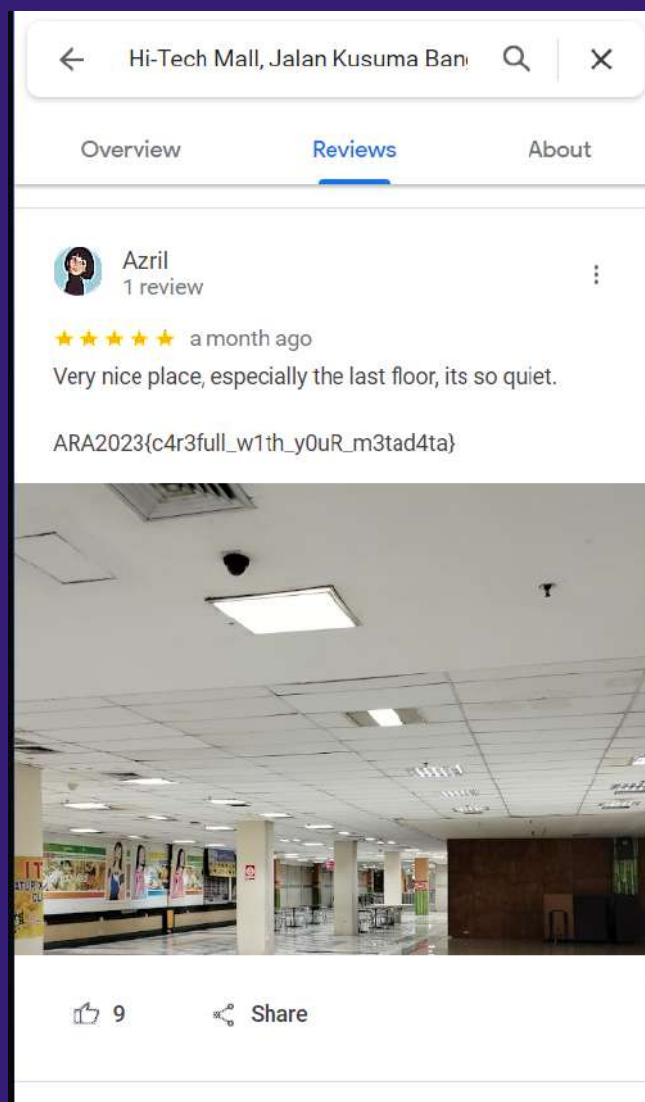 Hi-Tech Mall, Jalan Kusuma Ban
Overview Reviews About
Azril
1 review
a month ago
Very nice place, especially the last floor, its so quiet.
ARA2023{c4r3full_w1th_y0uR_m3tad4ta}
IT
9 Share